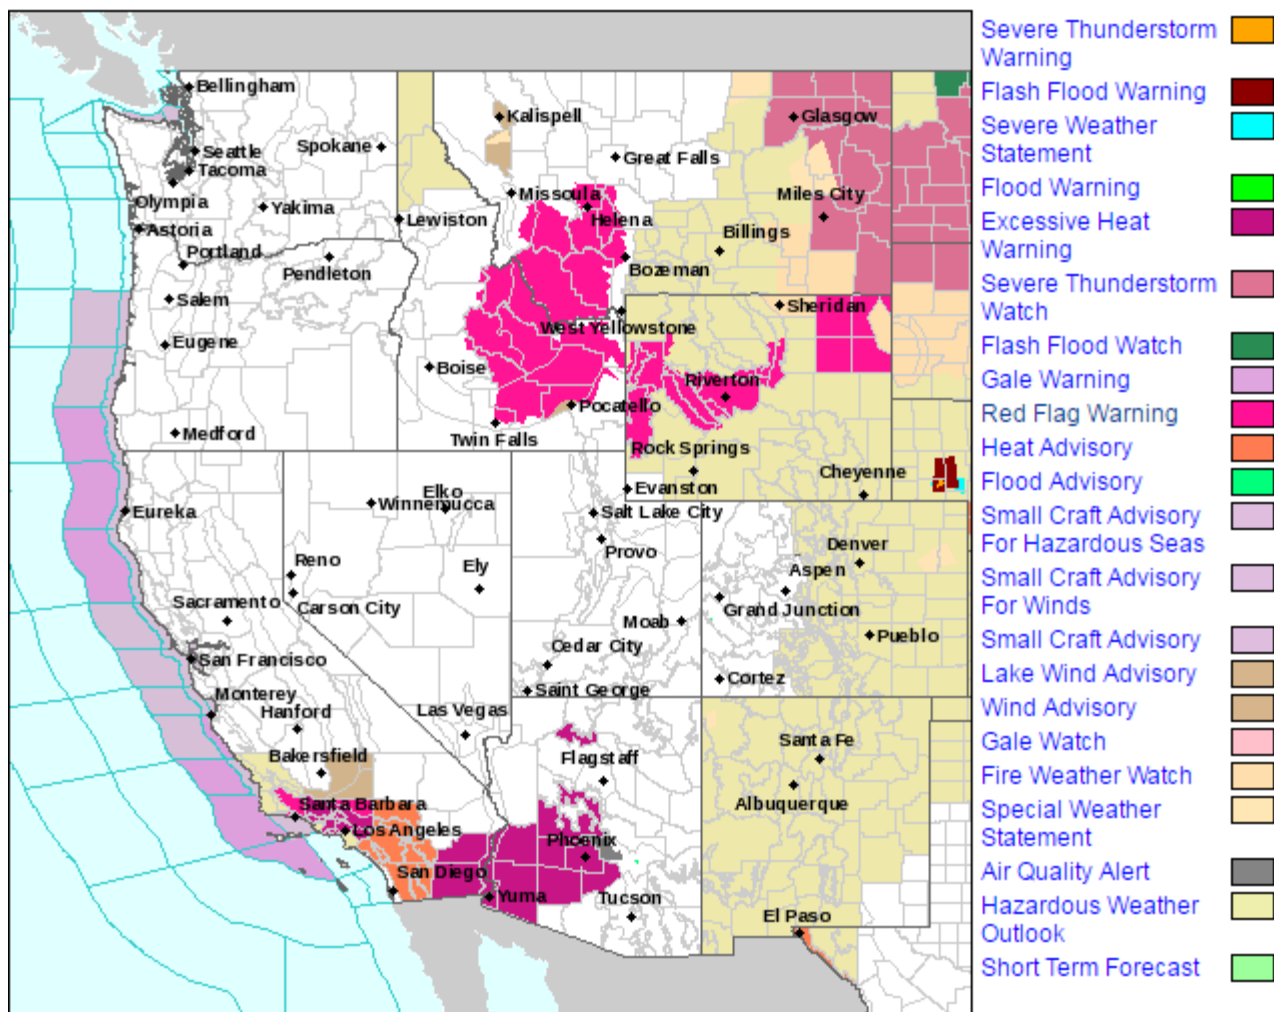 Bellingham
Seattle
Tacoma
Spokane
Olympia
Yakima
Astoria
Portland
Pendleton
Lewiston
Salem
Eugene
Medford
Kalispell
Great Falls
Missoula
Helena
Bozeman
Glasgow
Miles City
Billings
West Yellowstone
Sheridan
Boise
Pocatello
Twin Falls
Riverton
Rock Springs
Evanston
Cheyenne
Eureka
Elko
Winnemucca
Salt Lake City
Provo
Reno
Carson City
Ely
Sacramento
San Francisco
Monterey
Hanford
Las Vegas
Bakersfield
Moab
Cedar City
Saint George
Denver
Aspen
Grand Junction
Pueblo
Cortez
Santa Barbara
Los Angeles
San Diego
Flagstaff
Phoenix
Yuma
Tucson
Santa Fe
Albuquerque
El Paso
Severe Thunderstorm
Warning
Flash Flood Warning
Severe Weather
Statement
Flood Warning
Excessive Heat
Warning
Severe Thunderstorm
Watch
Flash Flood Watch
Gale Warning
Red Flag Warning
Heat Advisory
Flood Advisory
Small Craft Advisory
For Hazardous Seas
Small Craft Advisory
For Winds
Small Craft Advisory
Lake Wind Advisory
Wind Advisory
Gale Watch
Fire Weather Watch
Special Weather
Statement
Air Quality Alert
Hazardous Weather
Outlook
Short Term Forecast